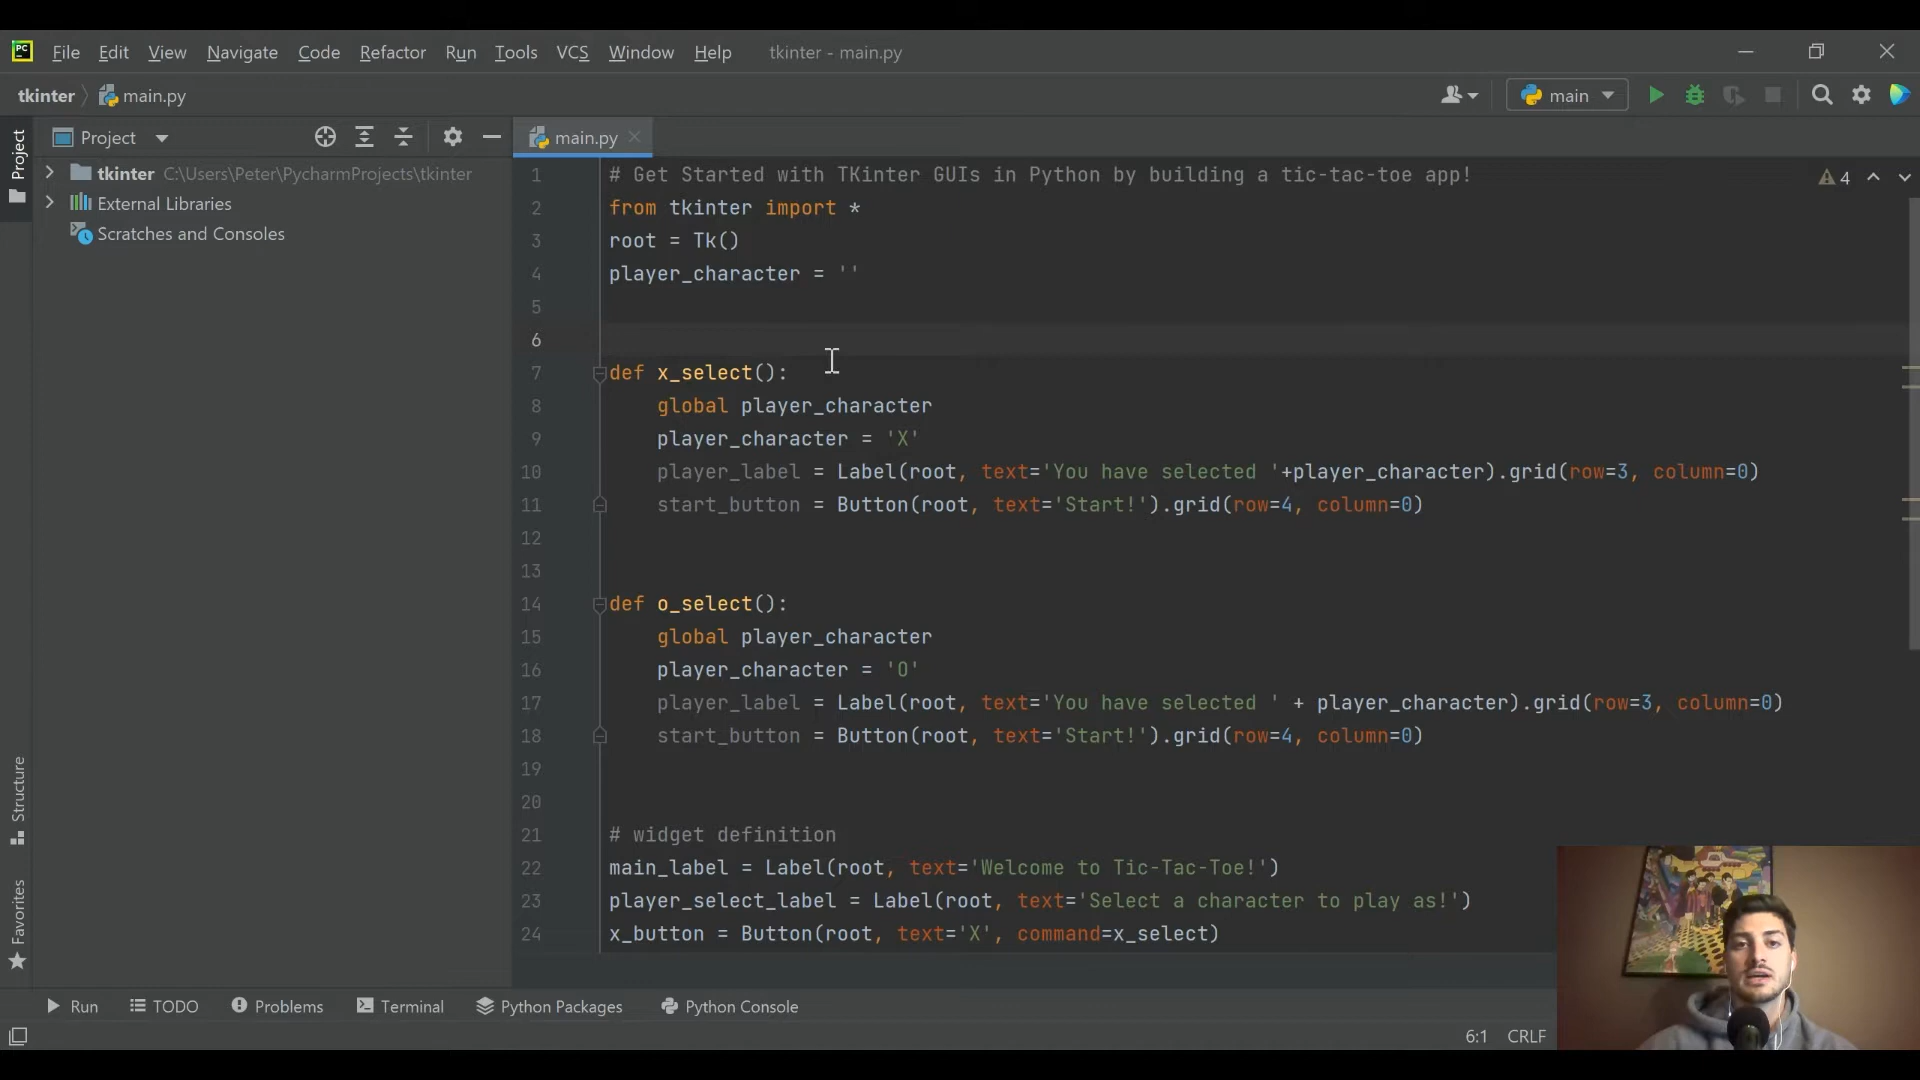 PC File Edit View Navigate Code Refactor Run Tools VCS Window Help tkinter - main.py
tkinter main.py main
Project main.py
Project
tkinter C:\Users\Peter\PycharmProjects\tkinter
External Libraries
Scratches and Consoles
Structure
Favorites
1 # Get Started with TKinter GUIs in Python by building a tic-tac-toe app! 4
2 from tkinter import *
3 root = Tk()
4 player_character = ''
5
6
7 def x_select():
8 global player_character
9 player_character = 'X'
10 player_label = Label(root, text='You have selected '+player_character).grid(row=3, column=0)
11 start_button = Button(root, text='Start!').grid(row=4, column=0)
12
13
14 def o_select():
15 global player_character
16 player_character = 'O'
17 player_label = Label(root, text='You have selected ' + player_character).grid(row=3, column=0)
18 start_button = Button(root, text='Start!').grid(row=4, column=0)
19
20
21 # widget definition
22 main_label = Label(root, text='Welcome to Tic-Tac-Toe!')
23 player_select_label = Label(root, text='Select a character to play as!')
24 x_button = Button(root, text='X', command=x_select)
Run TODO Problems Terminal Python Packages Python Console
6:1 CRLF